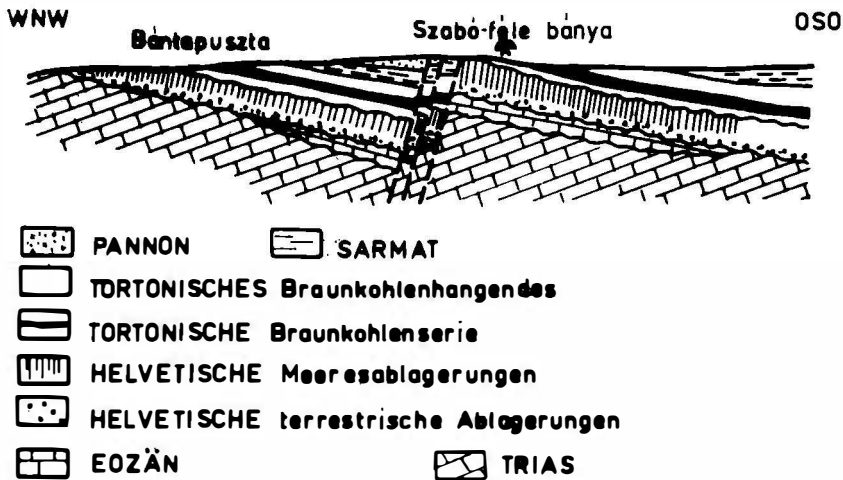 WNW OSO
Bántapuszta Szabó-féle bánya
PANNON SARMAT
TORTONISCHES Braunkohlenhangendes
TORTONISCHE Braunkohlenserie
HELVETISCHE Meeresablagerungen
HELVETISCHE terrestrische Ablagerungen
EOZÄN TRIAS